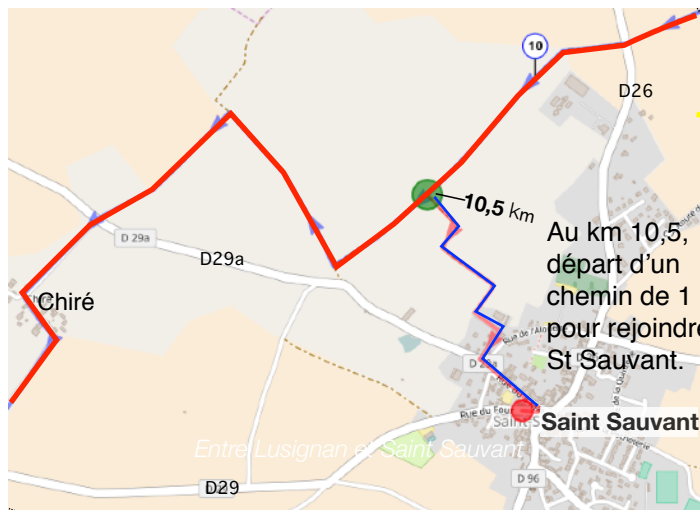 10
D26
10,5 km
Au km 10,5,
départ d'un
chemin de 1
pour rejoindre
St Sauvant.
D 29a
D29a
Chiré
Rue du Four
Saint Sauvant
Entre Lusignan et Saint Sauvant
D29
D 96